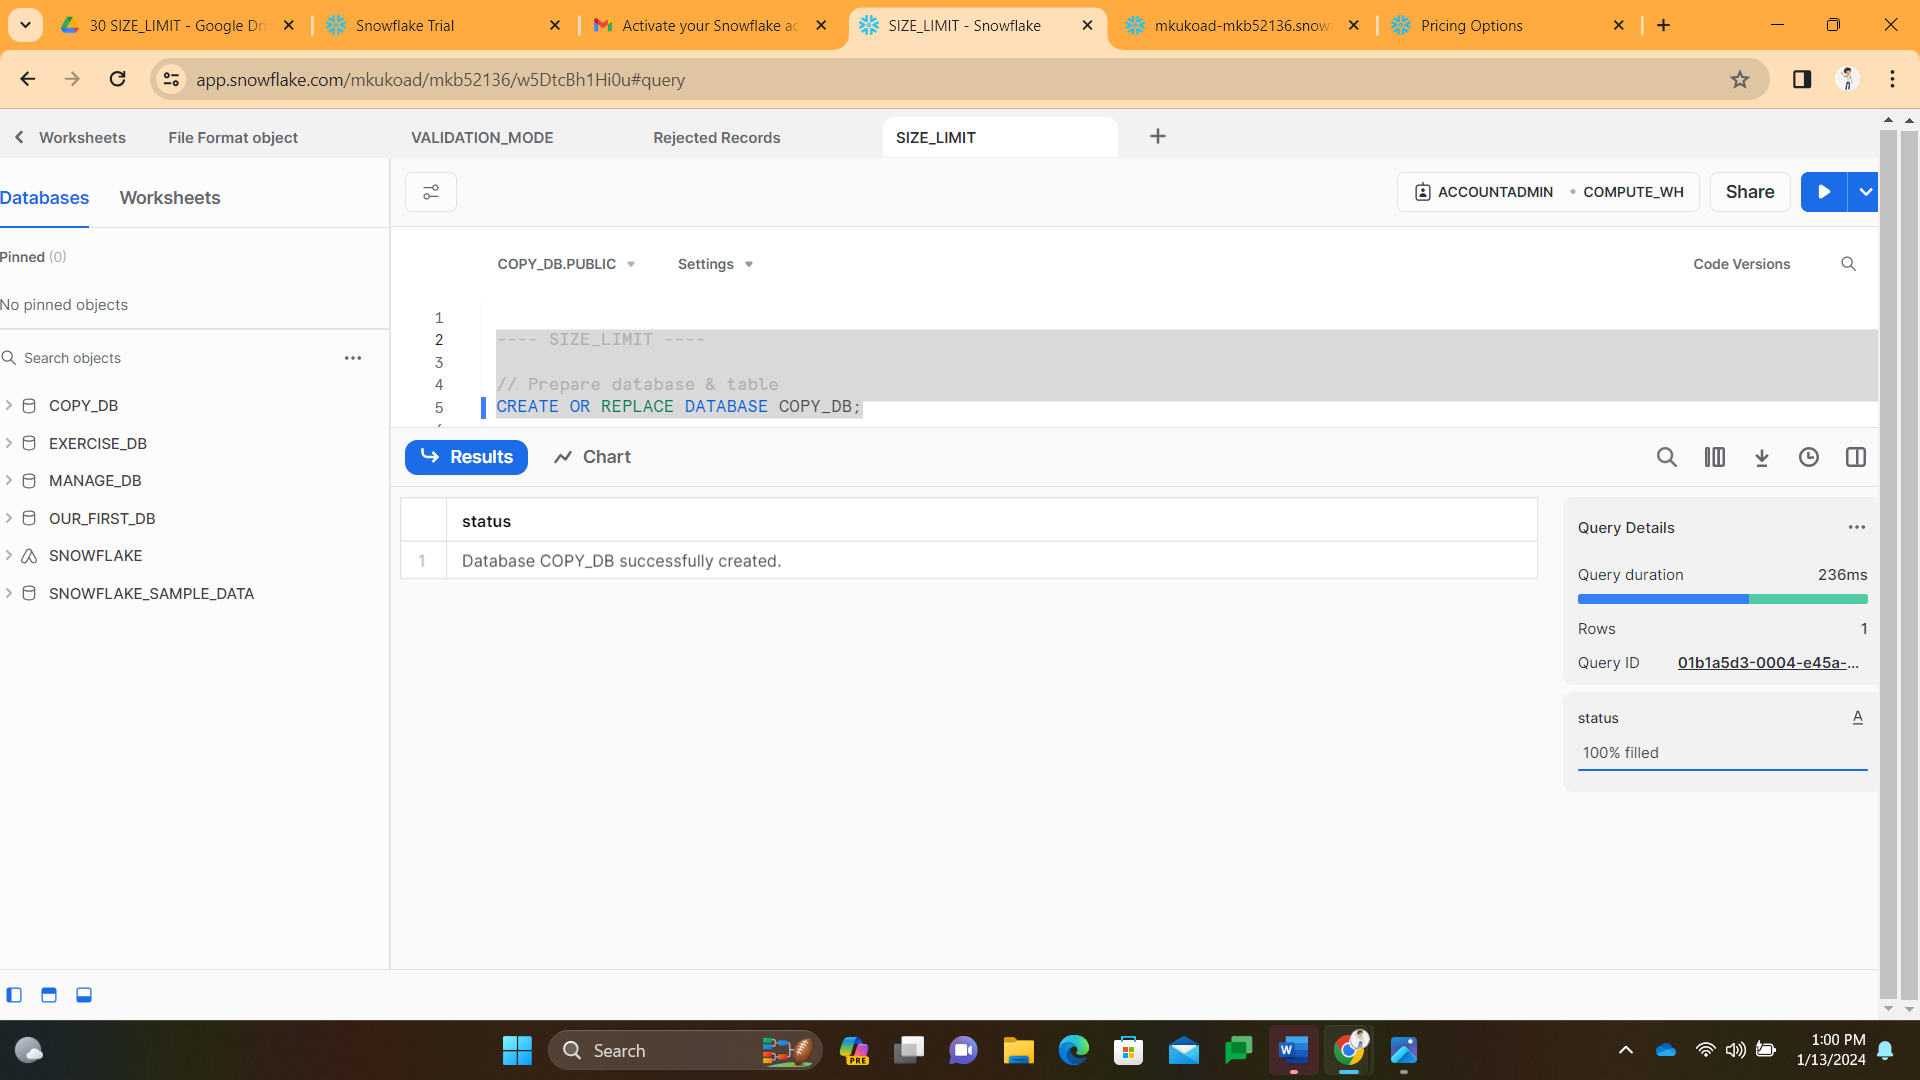 30 SIZE_LIMIT - Google Dri
Snowflake Trial
Activate your Snowflake ac
SIZE_LIMIT - Snowflake
mkukoad-mkb52136.snowf
Pricing Options
app.snowflake.com/mkukoad/mkb52136/w5DtcBh1Hi0u#query
Worksheets
File Format object
VALIDATION_MODE
Rejected Records
SIZE_LIMIT
Databases
Worksheets
ACCOUNTADMIN
COMPUTE_WH
Share
Pinned (0)
No pinned objects
Search objects
COPY_DB
EXERCISE_DB
MANAGE_DB
OUR_FIRST_DB
SNOWFLAKE
SNOWFLAKE_SAMPLE_DATA
COPY_DB.PUBLIC
Settings
Code Versions
1
2 ---- SIZE_LIMIT ----
3
4 // Prepare database & table
5 CREATE OR REPLACE DATABASE COPY_DB;
Results
Chart
status
1 Database COPY_DB successfully created.
Query Details
Query duration 236ms
Rows 1
Query ID 01b1a5d3-0004-e45a-...
status A
100% filled
Search
PRE
W
1:00 PM
1/13/2024